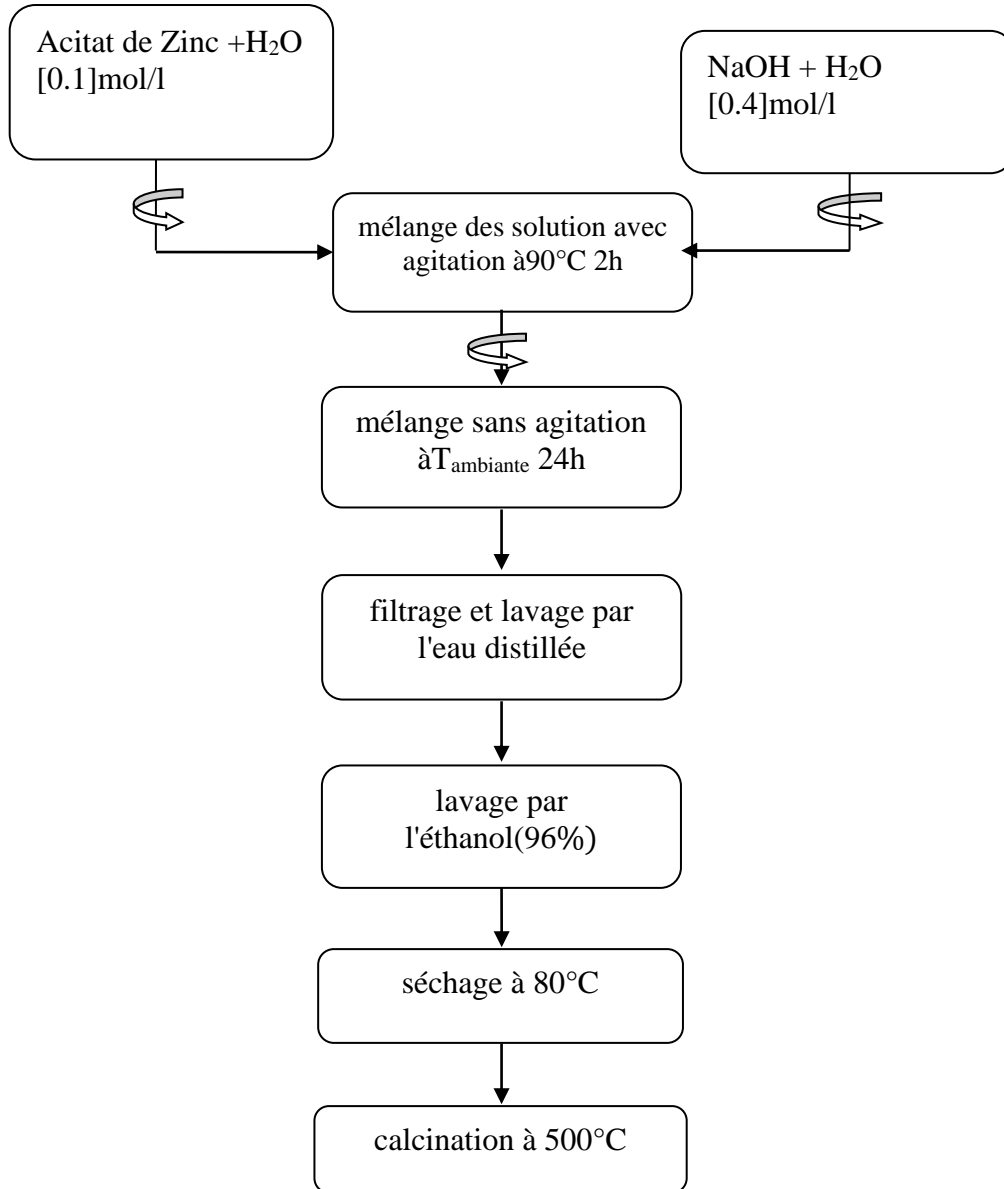 Acitat de Zinc +H₂O
[0.1]mol/l
NaOH + H₂O
[0.4]mol/l
mélange des solution avec
agitation à90°C 2h
mélange sans agitation
àTambiante 24h
filtrage et lavage par
l'eau distillée
lavage par
l'éthanol(96%)
séchage à 80°C
calcination à 500°C